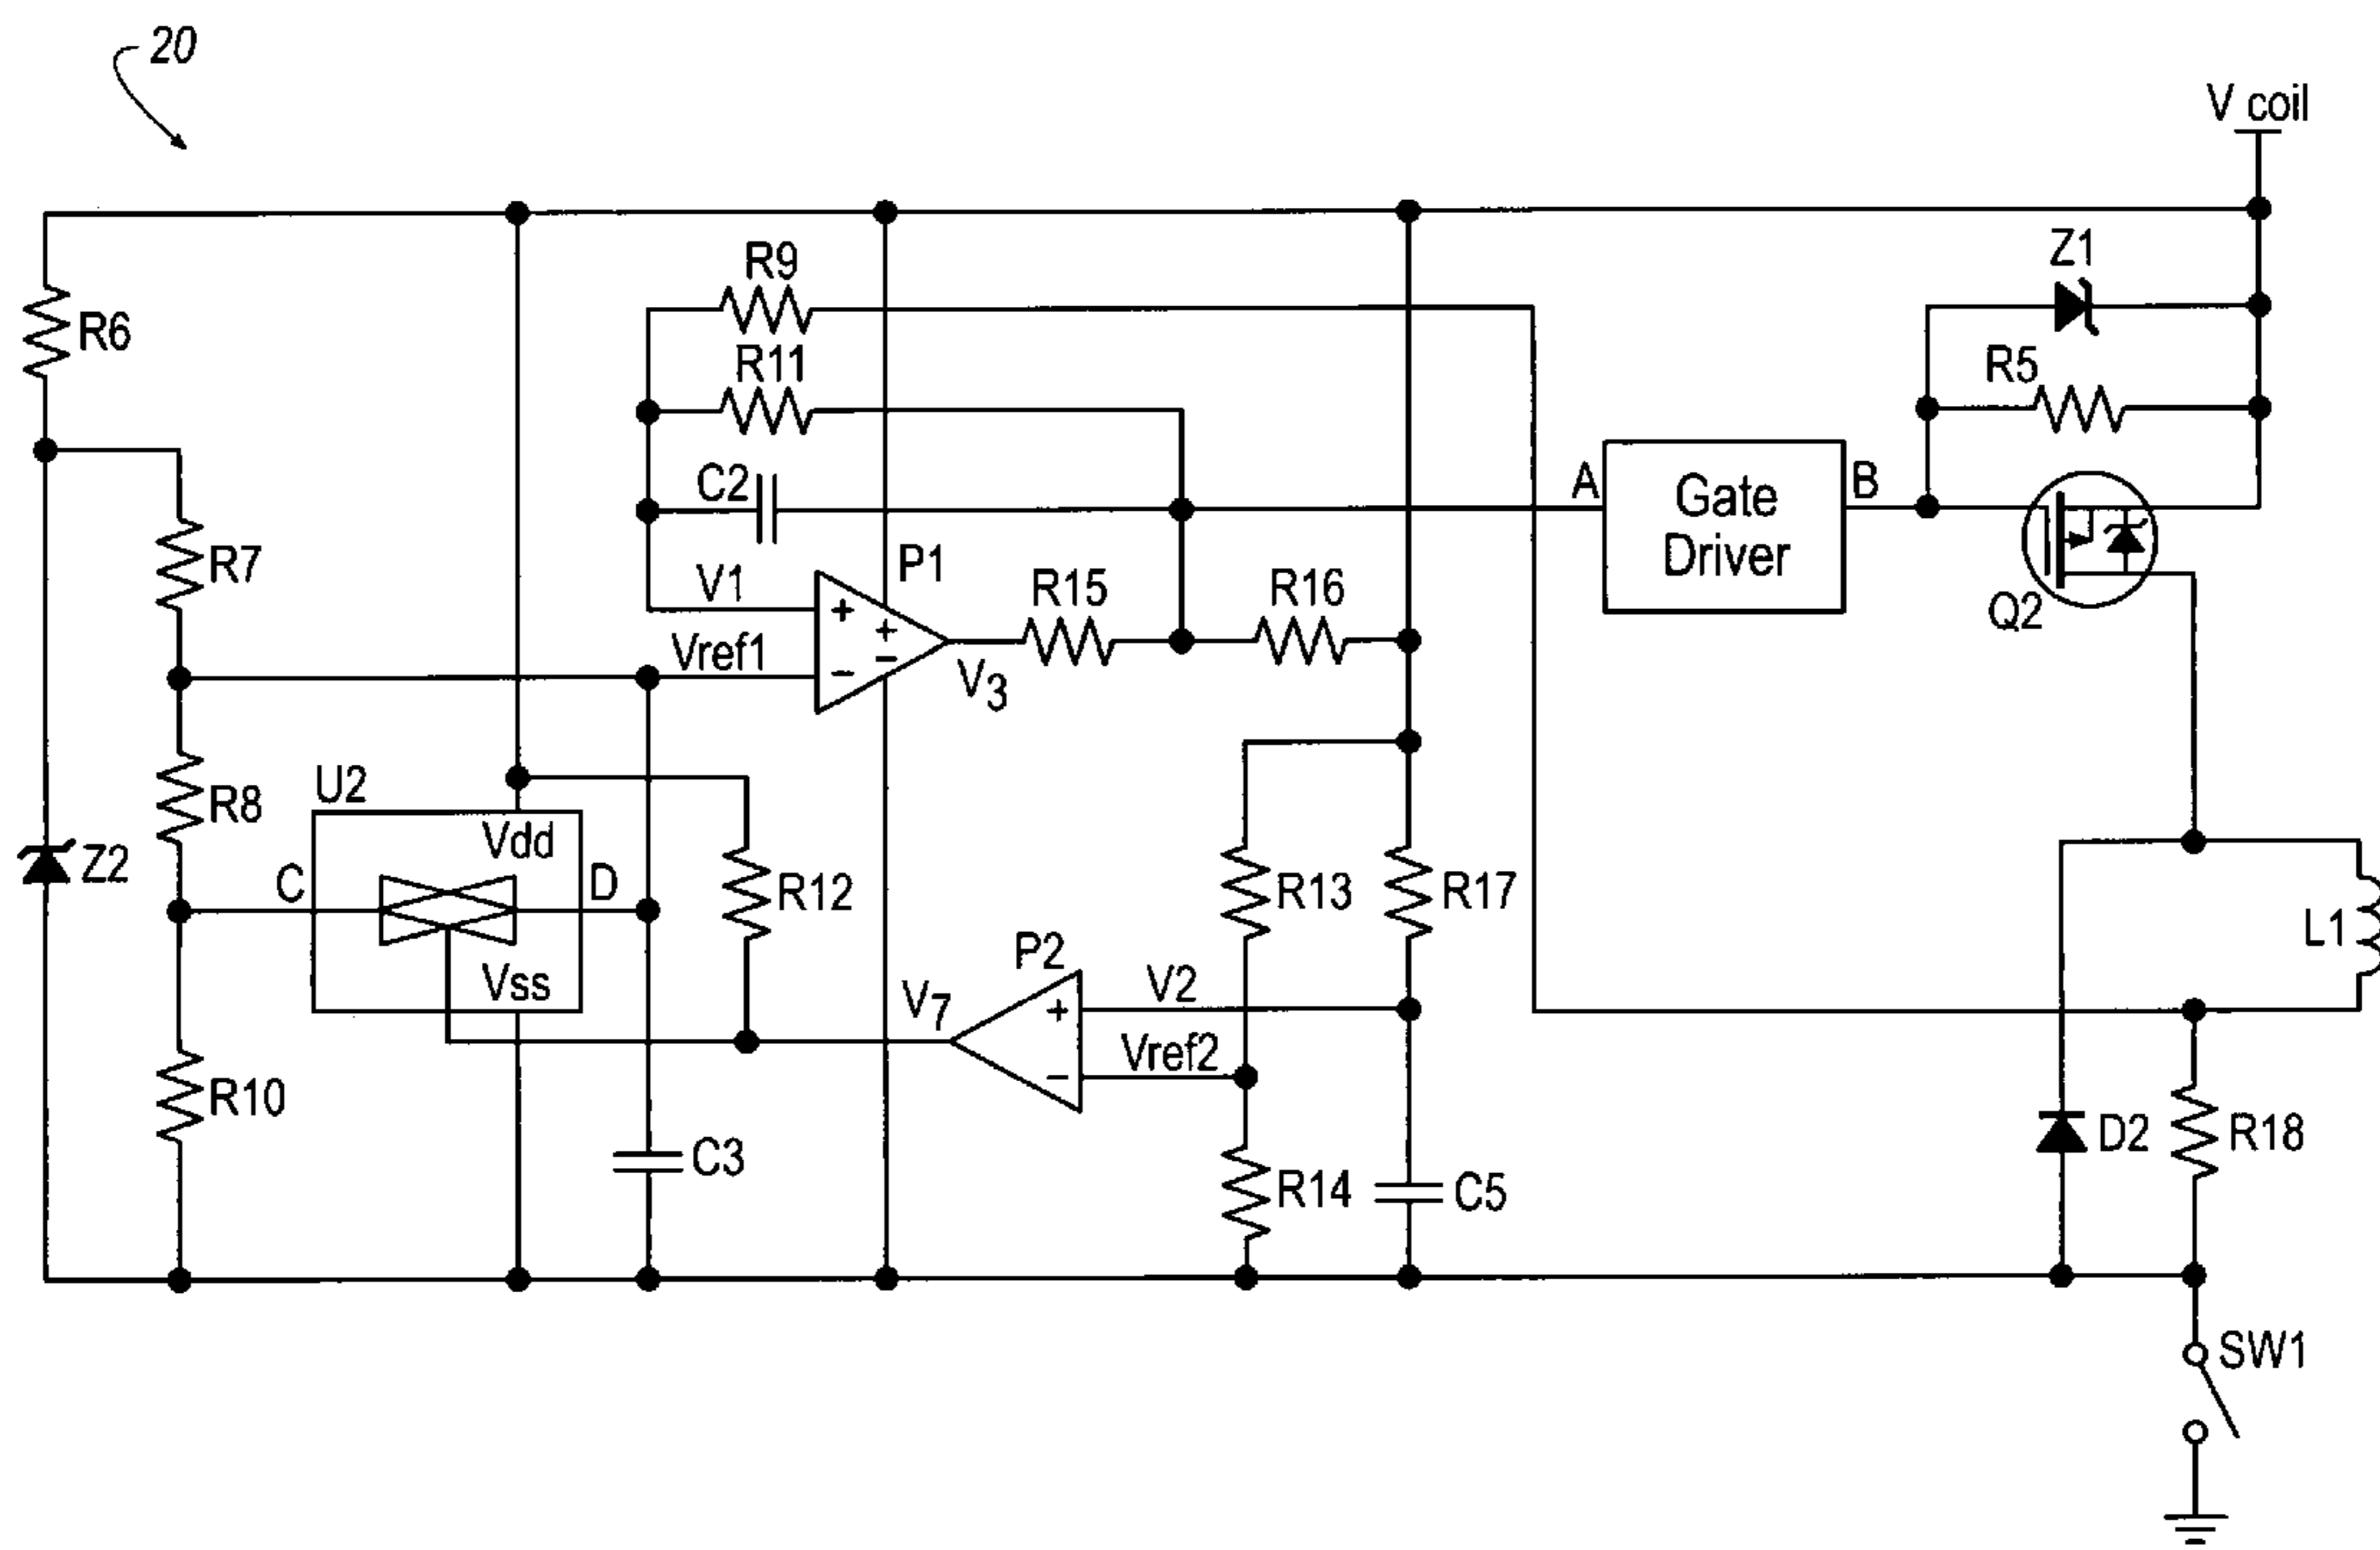 20
V coil
Z1
R9
R6
R11
R5
C2
A
Gate
Driver
B
R7
V1
P1
R15
R16
Q2
Vref1
V3
U2
R8
Vdd
Z2
C
D
R12
R13
R17
L1
P2
Vss
V7
V2
Vref2
R10
C3
R14
C5
D2
R18
SW1
+
-
+
-
+
-